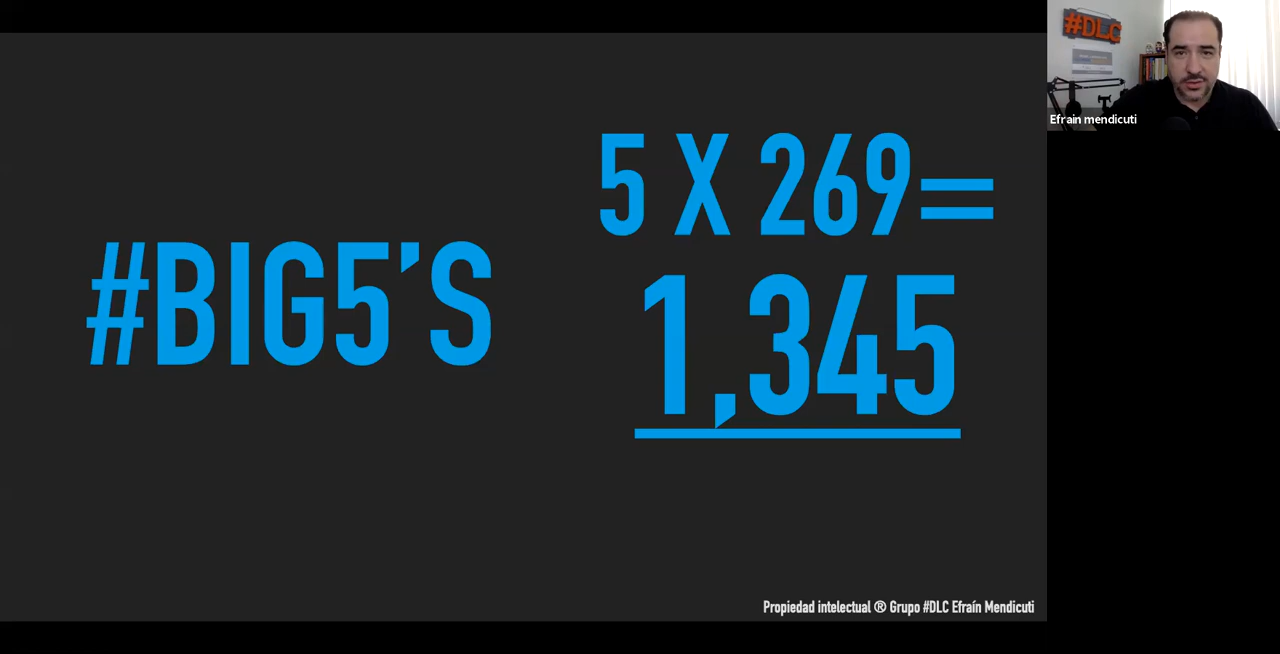 #BIG5'S
5 X 269=
1,345
Propiedad intelectual ® Grupo #DLC Efraín Mendicuti
#DLC
Efrain mendicuti